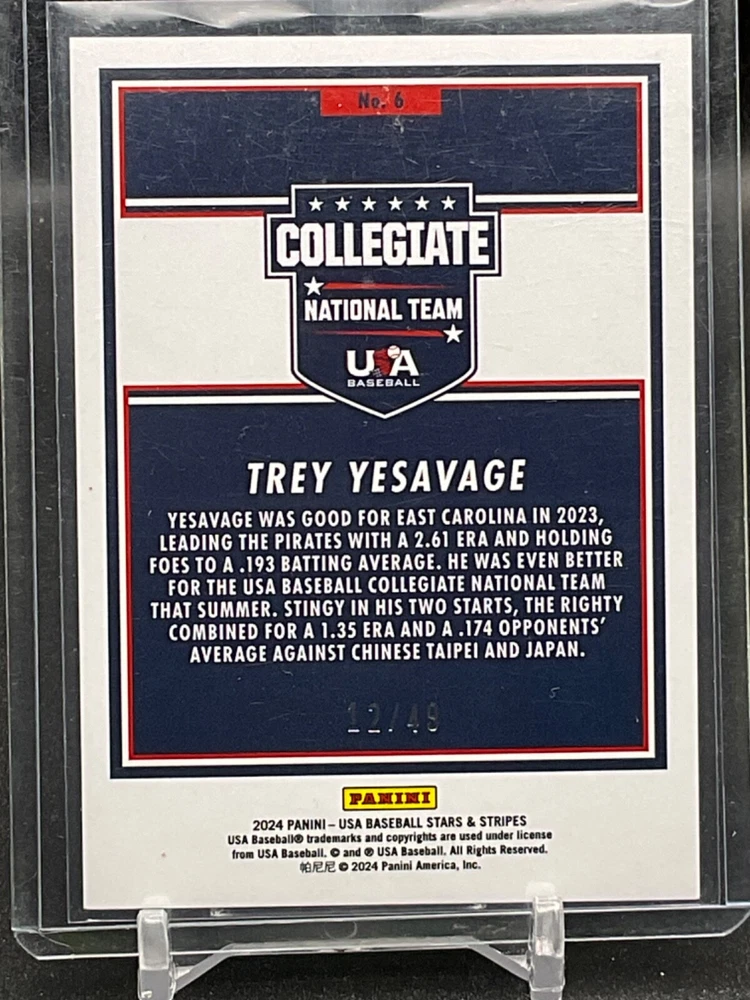 No. 6
COLLEGIATE
NATIONAL TEAM
USA
BASEBALL
TREY YESAVAGE
YESAVAGE WAS GOOD FOR EAST CAROLINA IN 2023,
LEADING THE PIRATES WITH A 2.61 ERA AND HOLDING
FOES TO A .193 BATTING AVERAGE. HE WAS EVEN BETTER
FOR THE USA BASEBALL COLLEGIATE NATIONAL TEAM
THAT SUMMER. STINGY IN HIS TWO STARTS, THE RIGHTY
COMBINED FOR A 1.35 ERA AND A .174 OPPONENTS'
AVERAGE AGAINST CHINESE TAIPEI AND JAPAN.
12/49
PANINI
2024 PANINI – USA BASEBALL STARS & STRIPES
USA Baseball® trademarks and copyrights are used under license
from USA Baseball. © and ® USA Baseball. All Rights Reserved.
帕尼尼 © 2024 Panini America, Inc.